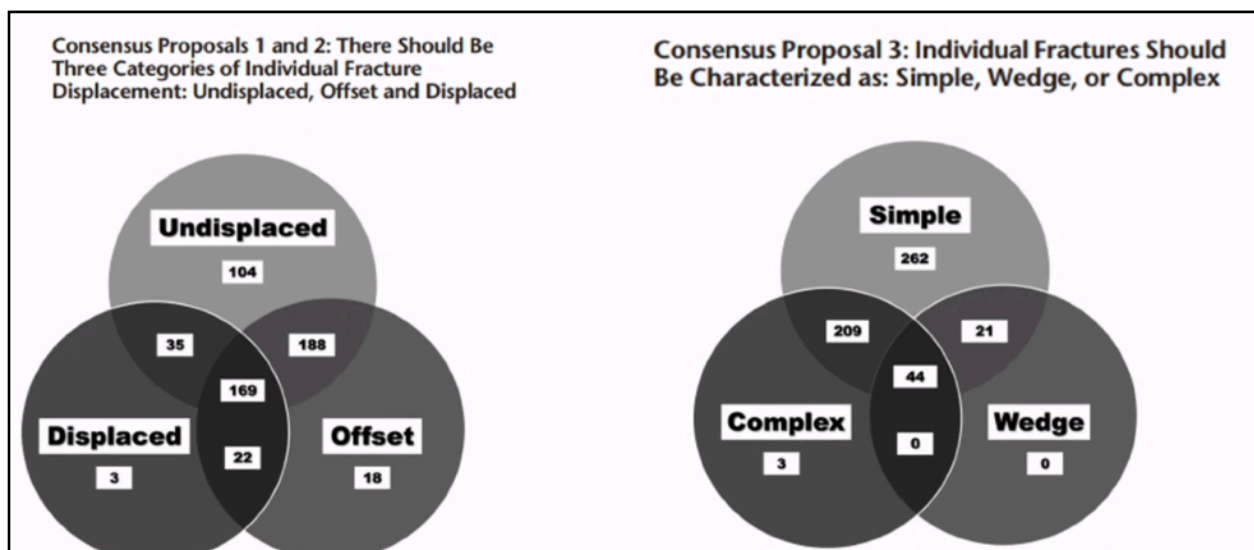 Consensus Proposals 1 and 2: There Should Be
Three Categories of Individual Fracture
Displacement: Undisplaced, Offset and Displaced
Undisplaced
104
35
188
169
Displaced
Offset
22
3
18
Consensus Proposal 3: Individual Fractures Should
Be Characterized as: Simple, Wedge, or Complex
Simple
262
209
21
44
Complex
Wedge
0
3
0